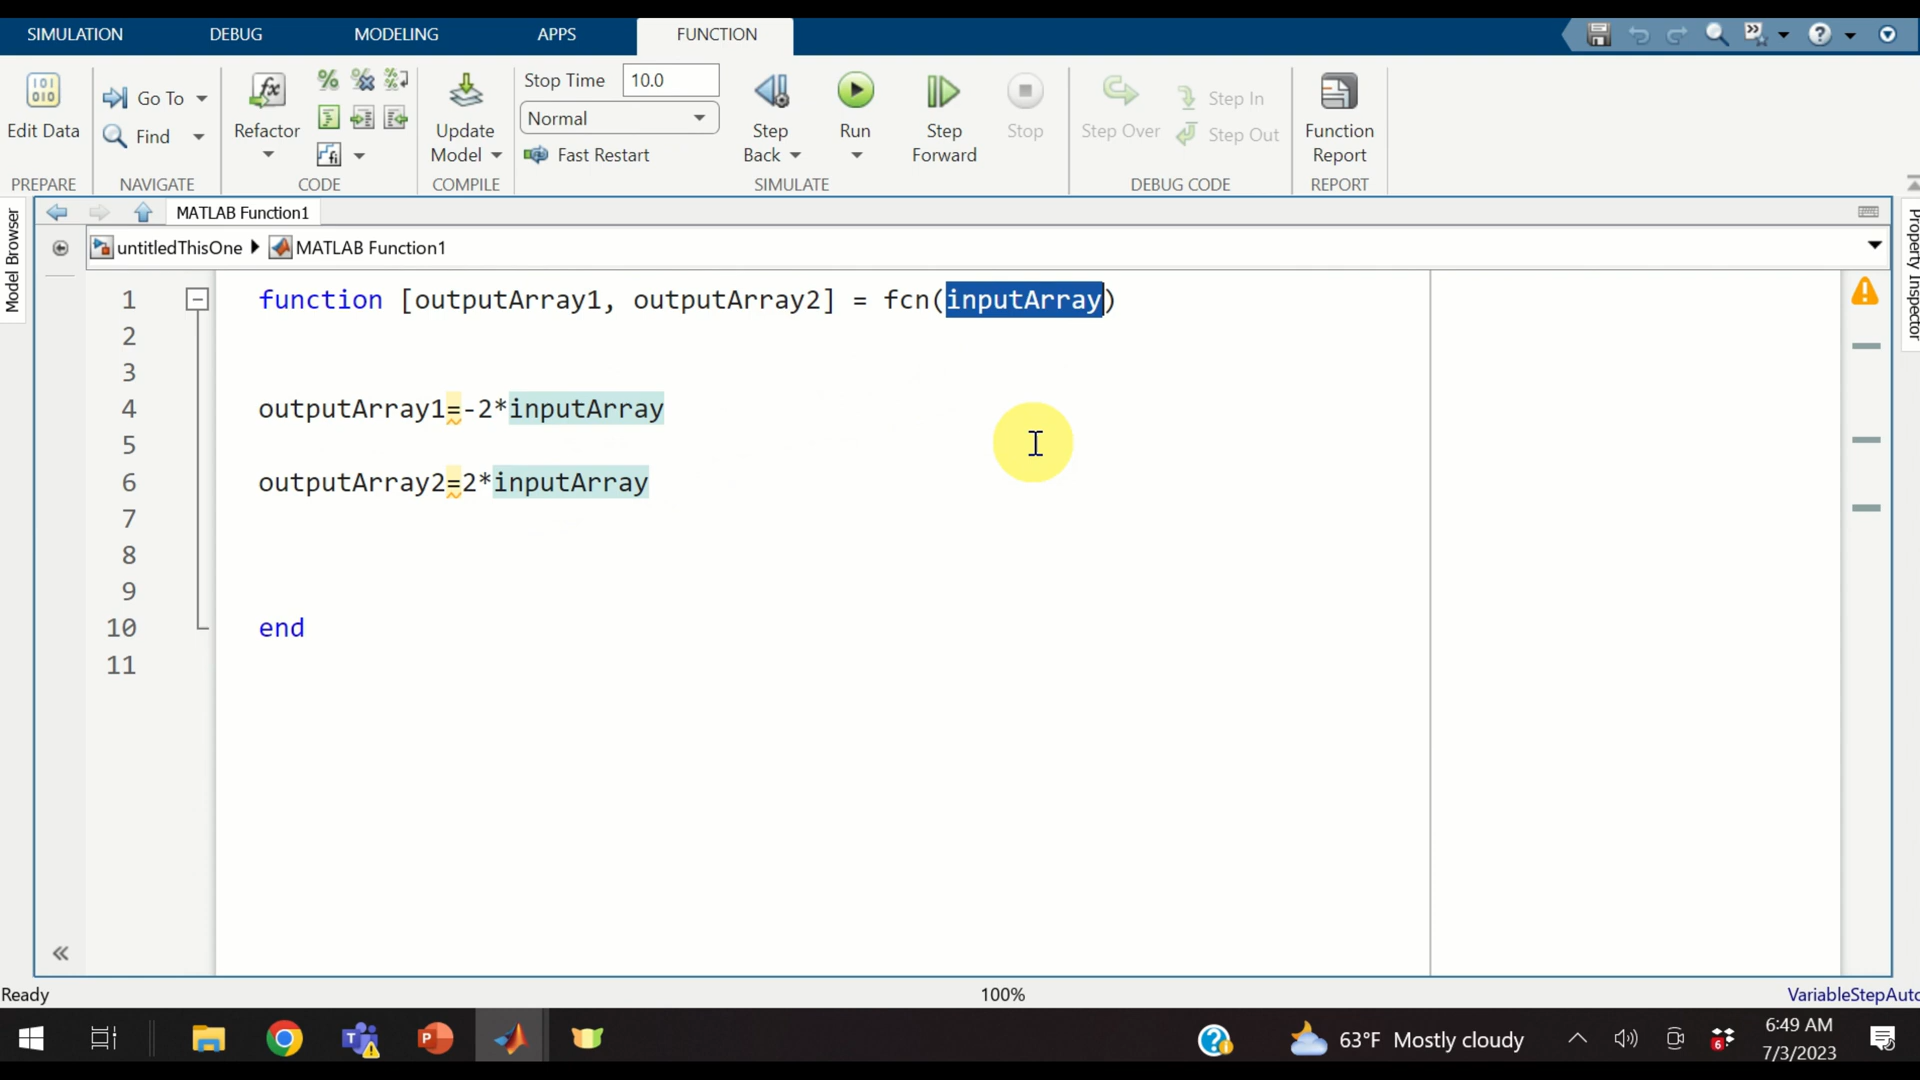 SIMULATION DEBUG MODELING APPS FUNCTION
Edit Data
PREPARE
Go To
Find
NAVIGATE
Refactor
CODE
Update
Model
COMPILE
Stop Time 10.0
Normal
Fast Restart
Step
Back
Run
Step
Forward
Stop
SIMULATE
Step Over
Step In
Step Out
DEBUG CODE
Function
Report
REPORT
Model Browser
Property Inspector
MATLAB Function1
untitledThisOne MATLAB Function1
1 function [outputArray1, outputArray2] = fcn(inputArray)
2
3
4 outputArray1=-2*inputArray
5
6 outputArray2=2*inputArray
7
8
9
10 end
11
Ready 100% VariableStepAuto
63°F Mostly cloudy
6
6:49 AM
7/3/2023